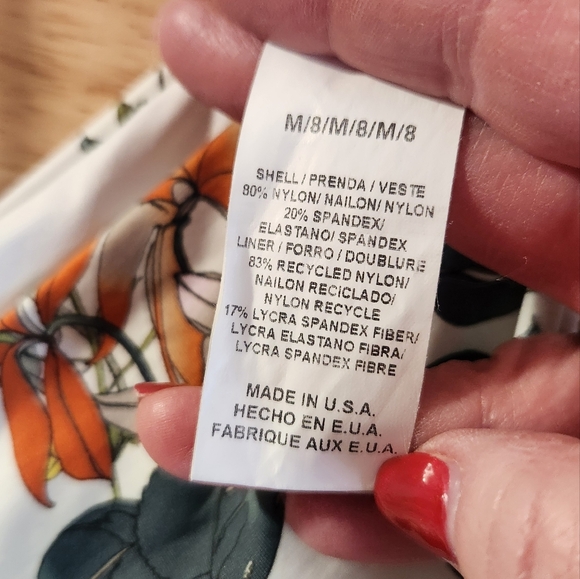 M/8/M/8/M/8
SHELL/ PRENDA / VESTE
80% NYLON/ NAILON/ NYLON
20% SPANDEX/
ELASTANO/ SPANDEX
LINER / FORRO / DOUBLURE
83% RECYCLED NYLON/
NAILON RECICLADO/
NYLON RECYCLE
17% LYCRA SPANDEX FIBER/
LYCRA ELASTANO FIBRA/
LYCRA SPANDEX FIBRE
MADE IN U.S.A.
HECHO EN E.U.A.
FABRIQUE AUX E.U.A.